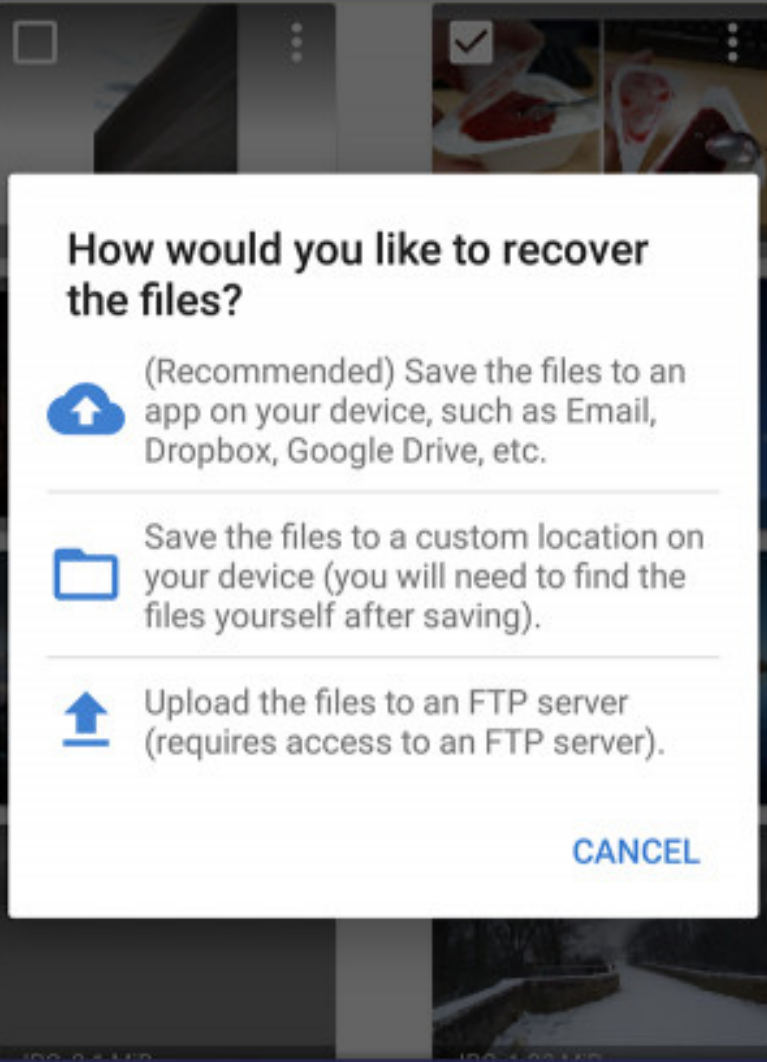 How would you like to recover
the files?
(Recommended) Save the files to an
app on your device, such as Email,
Dropbox, Google Drive, etc.
Save the files to a custom location on
your device (you will need to find the
files yourself after saving).
Upload the files to an FTP server
(requires access to an FTP server).
CANCEL